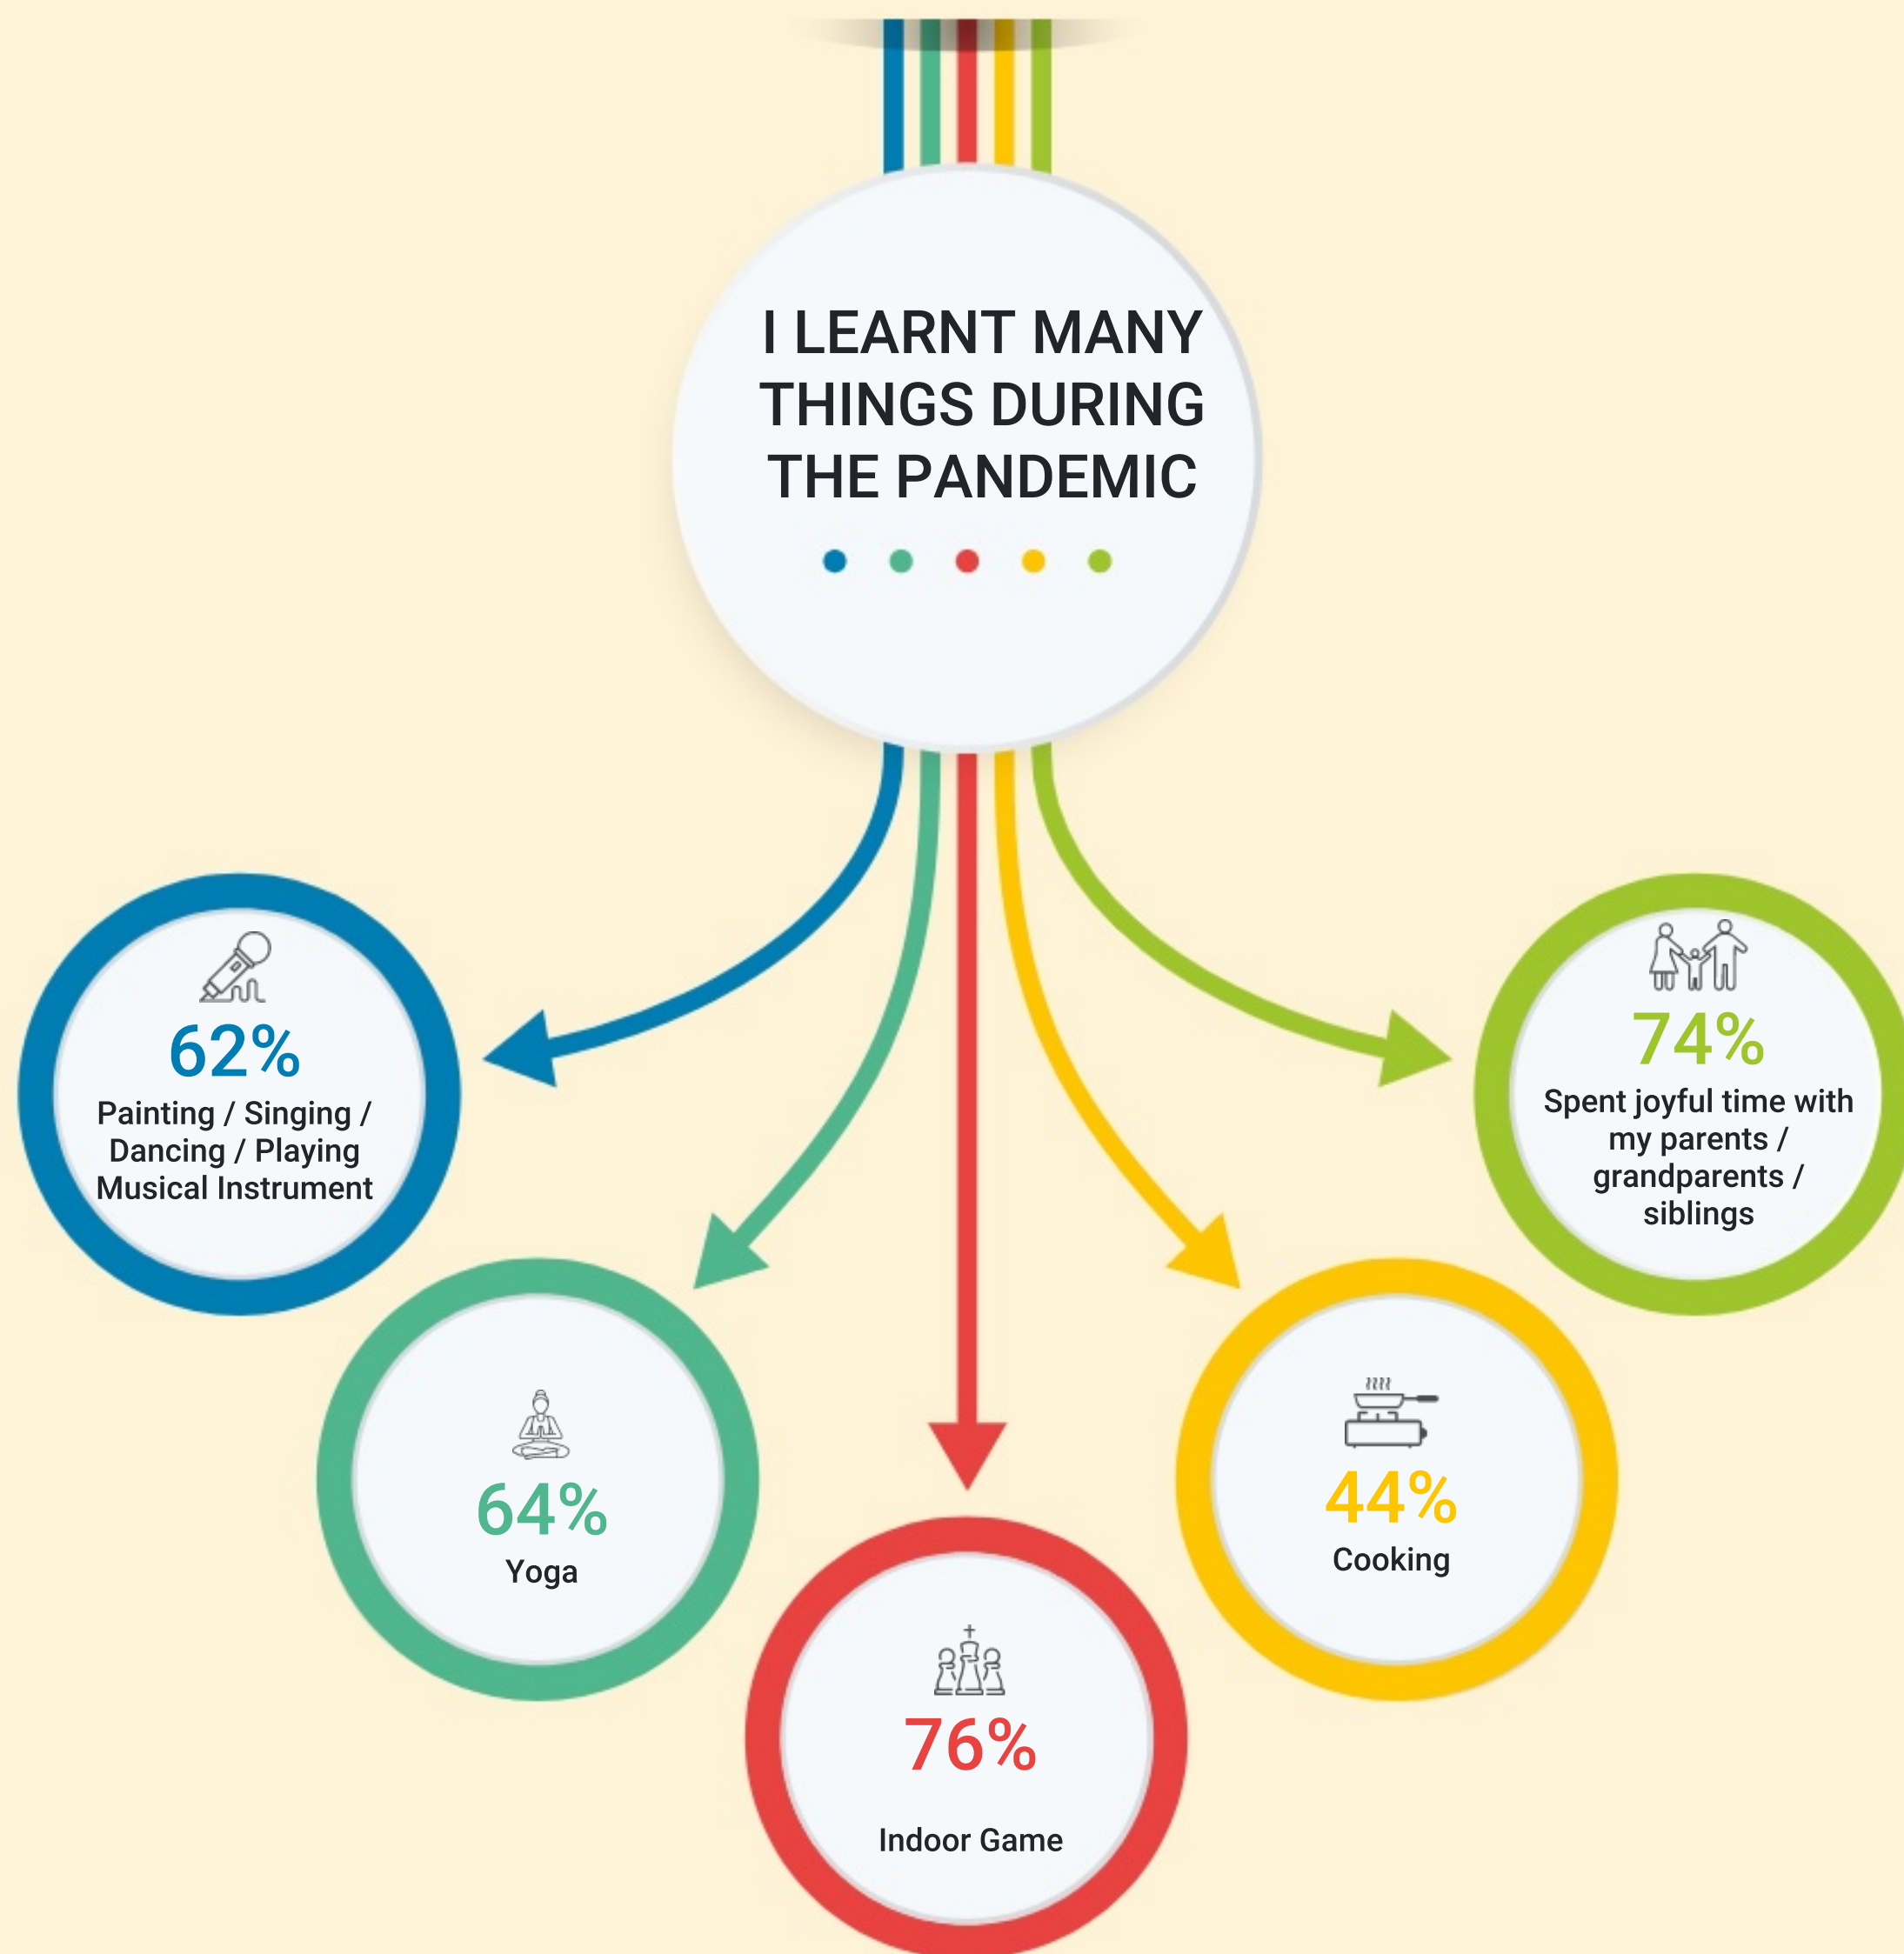 I LEARNT MANY
THINGS DURING
THE PANDEMIC
62%
Painting / Singing /
Dancing / Playing
Musical Instrument
74%
Spent joyful time with
my parents /
grandparents /
siblings
64%
Yoga
44%
Cooking
76%
Indoor Game